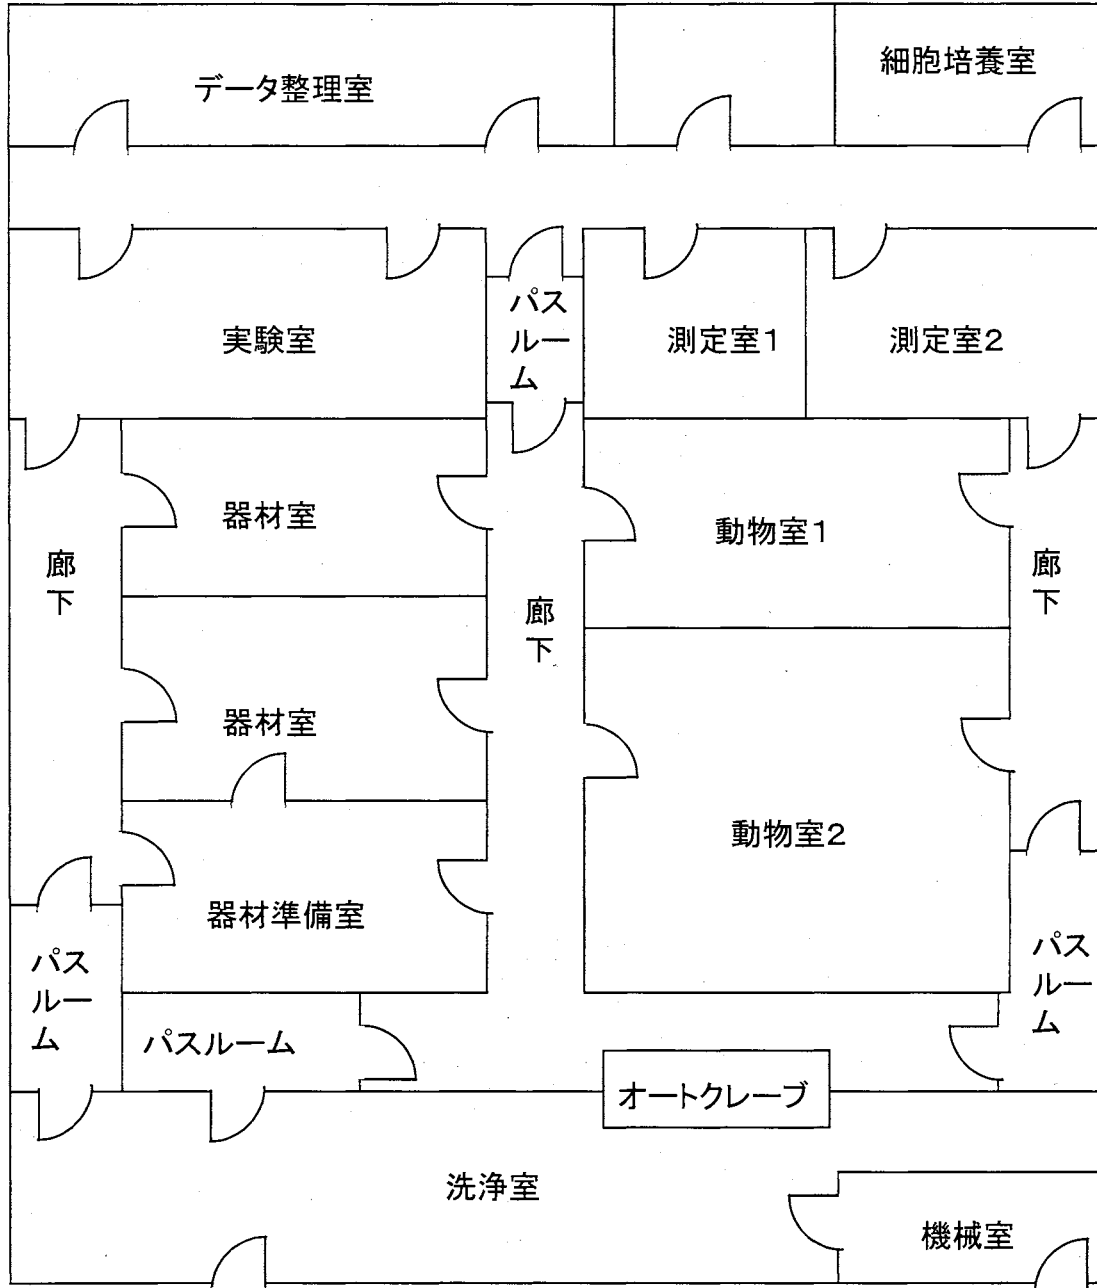 データ整理室
細胞培養室
実験室
パス
ルー
ム
測定室1
測定室2
器材室
動物室1
廊
下
廊
下
廊
下
器材室
動物室2
器材準備室
パス
ルー
ム
パス
ルー
ム
パスルーム
オートクレーブ
洗浄室
機械室